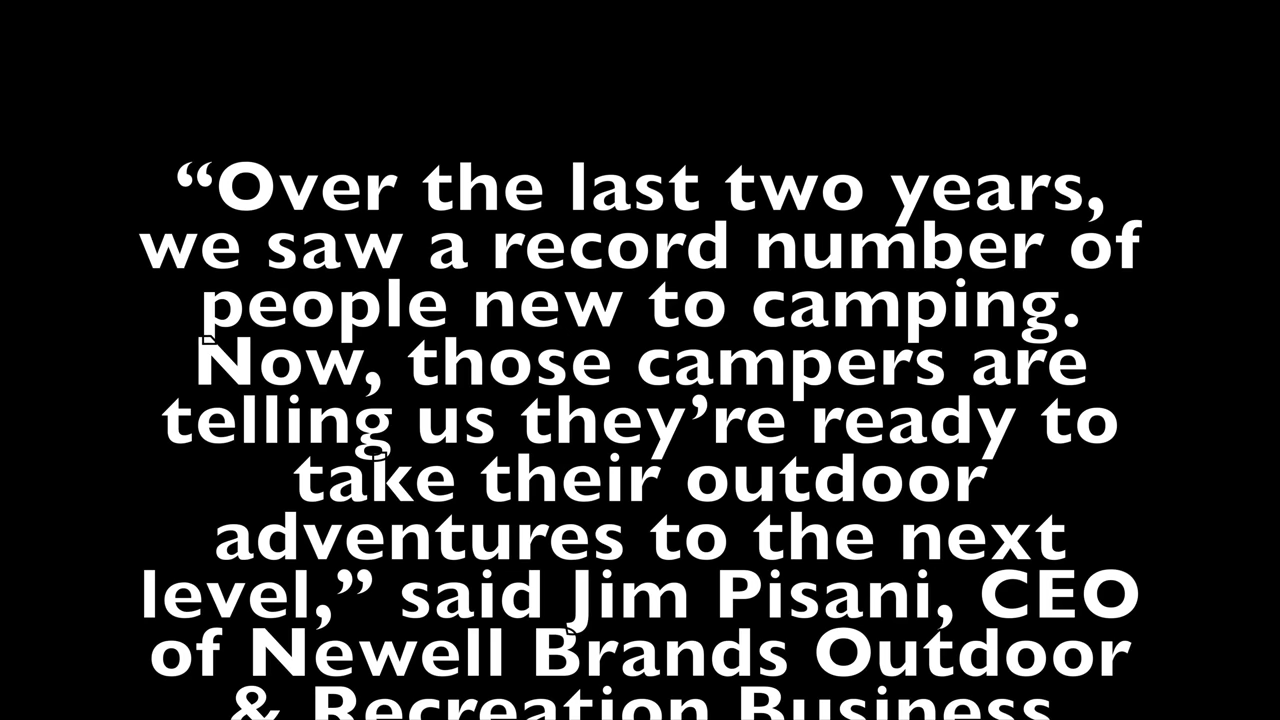 “Over the last two years,
we saw a record number of
people new to camping.
Now, those campers are
telling us they’re ready to
take their outdoor
adventures to the next
level,” said Jim Pisani, CEO
of Newell Brands Outdoor
& Recreation Business